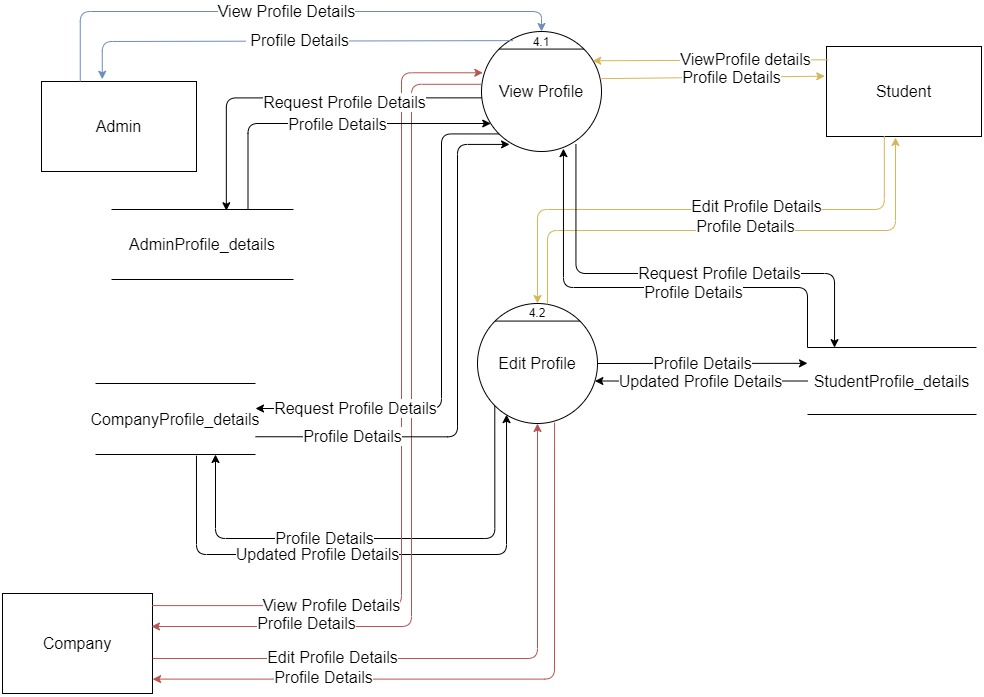 View Profile Details
Profile Details
4.1
View Profile
ViewProfile details
Profile Details
Student
Admin
Request Profile Details
Profile Details
Edit Profile Details
Profile Details
AdminProfile_details
Request Profile Details
Profile Details
4.2
Edit Profile
Profile Details
Updated Profile Details
StudentProfile_details
CompanyProfile_details
Request Profile Details
Profile Details
Profile Details
Updated Profile Details
View Profile Details
Profile Details
Company
Edit Profile Details
Profile Details